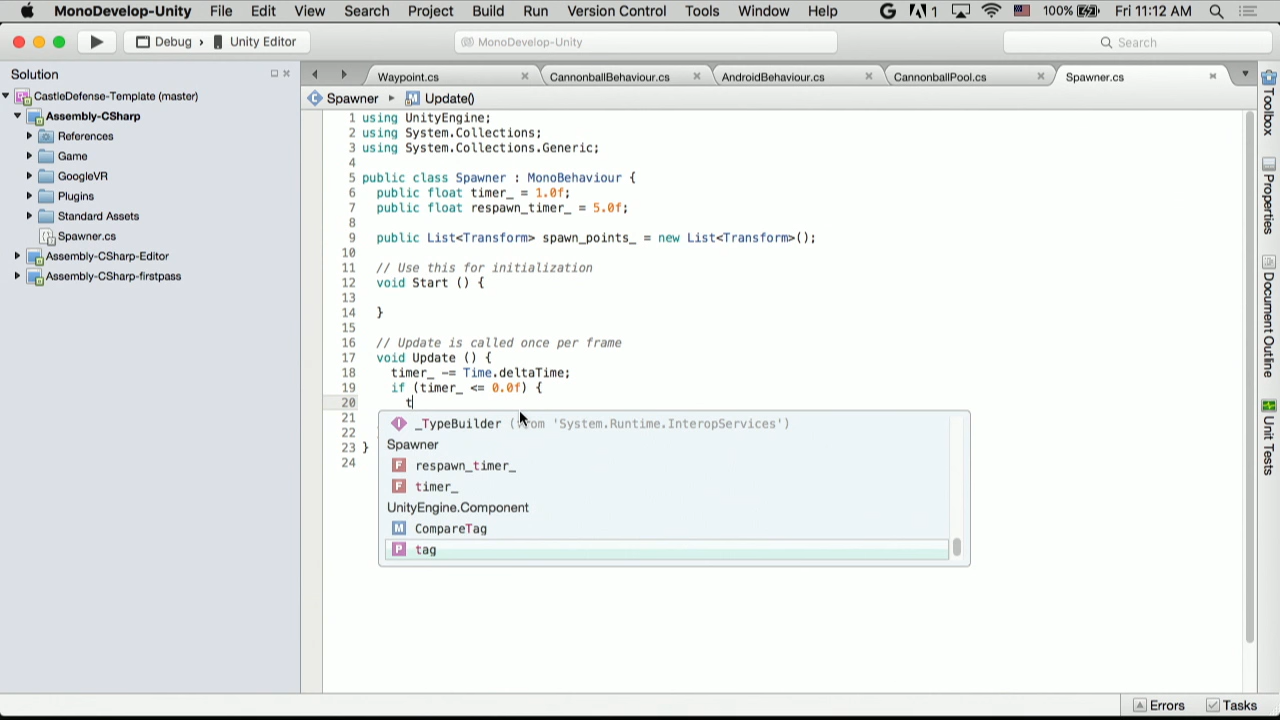 MonoDevelop-Unity File Edit View Search Project Build Run Version Control Tools Window Help 1 100% Fri 11:12 AM
Debug › Unity Editor MonoDevelop-Unity Search
Solution
Waypoint.cs CannonballBehaviour.cs AndroidBehaviour.cs CannonballPool.cs Spawner.cs
CastleDefense-Template (master)
Assembly-CSharp
References
Game
GoogleVR
Plugins
Standard Assets
Spawner.cs
Assembly-CSharp-Editor
Assembly-CSharp-firstpass
Spawner Update()
1 using UnityEngine;
2 using System.Collections;
3 using System.Collections.Generic;
4
5 public class Spawner : MonoBehaviour {
6 public float timer_ = 1.0f;
7 public float respawn_timer_ = 5.0f;
8
9 public List<Transform> spawn_points_ = new List<Transform>();
10
11 // Use this for initialization
12 void Start () {
13
14 }
15
16 // Update is called once per frame
17 void Update () {
18 timer_ -= Time.deltaTime;
19 if (timer_ <= 0.0f) {
20 t
21
22
23 }
24
_TypeBuilder (from 'System.Runtime.InteropServices')
Spawner
F respawn_timer_
F timer_
UnityEngine.Component
M CompareTag
P tag
Toolbox
Properties
Document Outline
Unit Tests
Errors Tasks